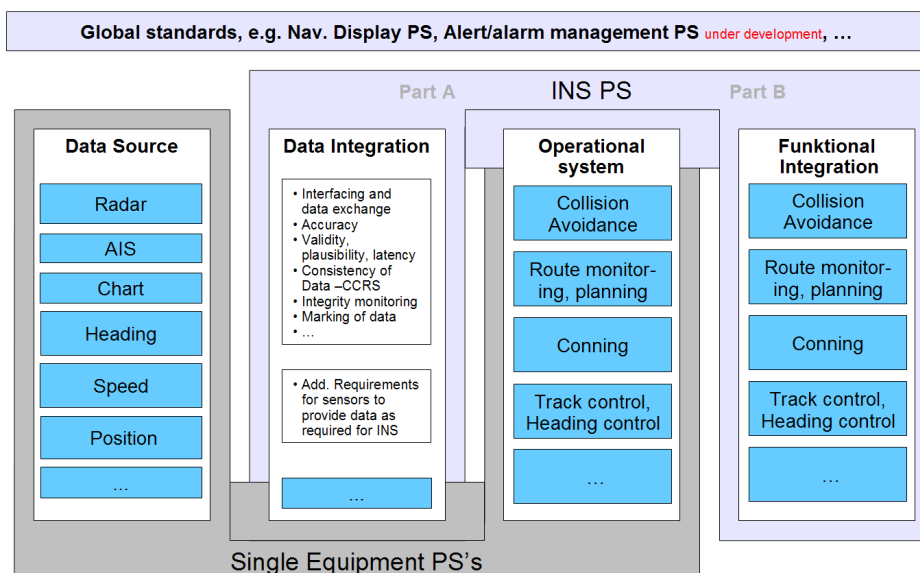 Global standards, e.g. Nav. Display PS, Alert/alarm management PS under development, …
Part A
INS PS
Part B
Data Source
Radar
AIS
Chart
Heading
Speed
Position
…
Data Integration
• Interfacing and
data exchange
• Accuracy
• Validity,
plausibility, latency
• Consistency of
Data –CCRS
• Integrity monitoring
• Marking of data
• …
• Add. Requirements
for sensors to
provide data as
required for INS
…
Operational
system
Collision
Avoidance
Route monitor-
ing, planning
Conning
Track control,
Heading control
…
Funktional
Integration
Collision
Avoidance
Route monitor-
ing, planning
Conning
Track control,
Heading control
…
Single Equipment PS's